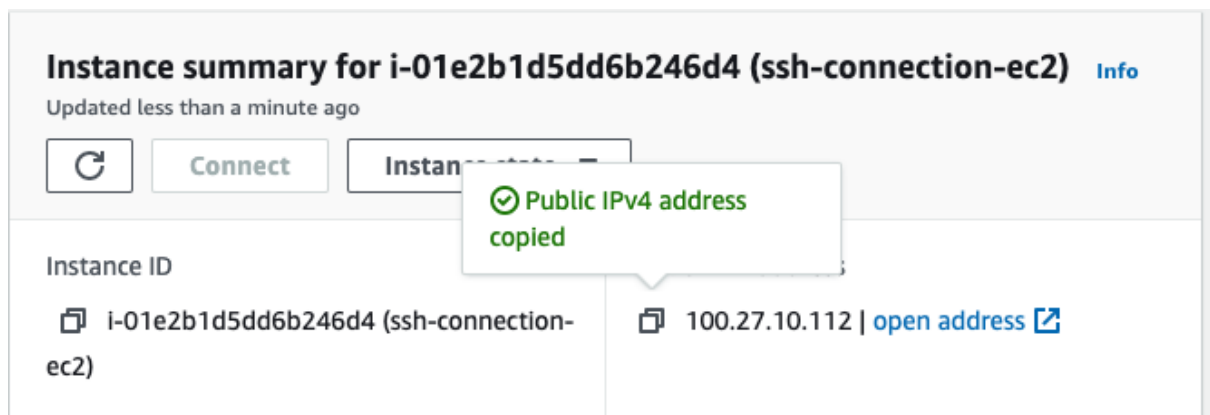 Instance summary for i-01e2b1d5dd6b246d4 (ssh-connection-ec2) Info
Updated less than a minute ago
Connect
Public IPv4 address
copied
Instance ID
i-01e2b1d5dd6b246d4 (ssh-connection-
ec2)
100.27.10.112 | open address